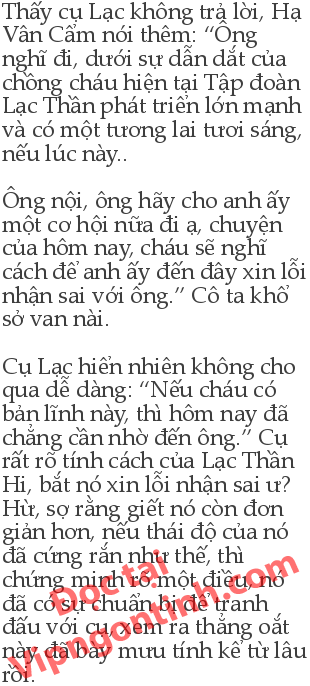 Thấy cụ Lạc không trả lời, Hạ
Vân Cẩm nói thêm: “Ông
nghĩ đi, dưới sự dẫn dắt của
chồng cháu hiện tại Tập đoàn
Lạc Thần phát triển lớn mạnh
và có một tương lai tươi sáng,
nếu lúc này..
Ông nội, ông hãy cho anh ấy
một cơ hội nữa đi ạ, chuyện
của hôm nay, cháu sẽ nghĩ
cách để anh ấy đến đây xin lỗi
nhận sai với ông.” Cô ta khổ
sở van nài.
Cụ Lạc hiển nhiên không cho
qua dễ dàng: “Nếu cháu có
bản lĩnh này, thì hôm nay đã
chẳng cần nhờ đến ông.” Cụ
rất rõ tính cách của Lạc Thần
Hi, bắt nó xin lỗi nhận sai ư?
Hừ, sợ rằng giết nó còn đơn
giản hơn, nếu thái độ của nó
đã cứng rắn như thế, thì
chứng minh rõ một điều, nó
đã có sự chuẩn bị để tranh
đấu với cụ, xem ra thằng oắt
này đã bày mưu tính kế từ lâu
rồi.
Đọc tại
Vipngontinh.com